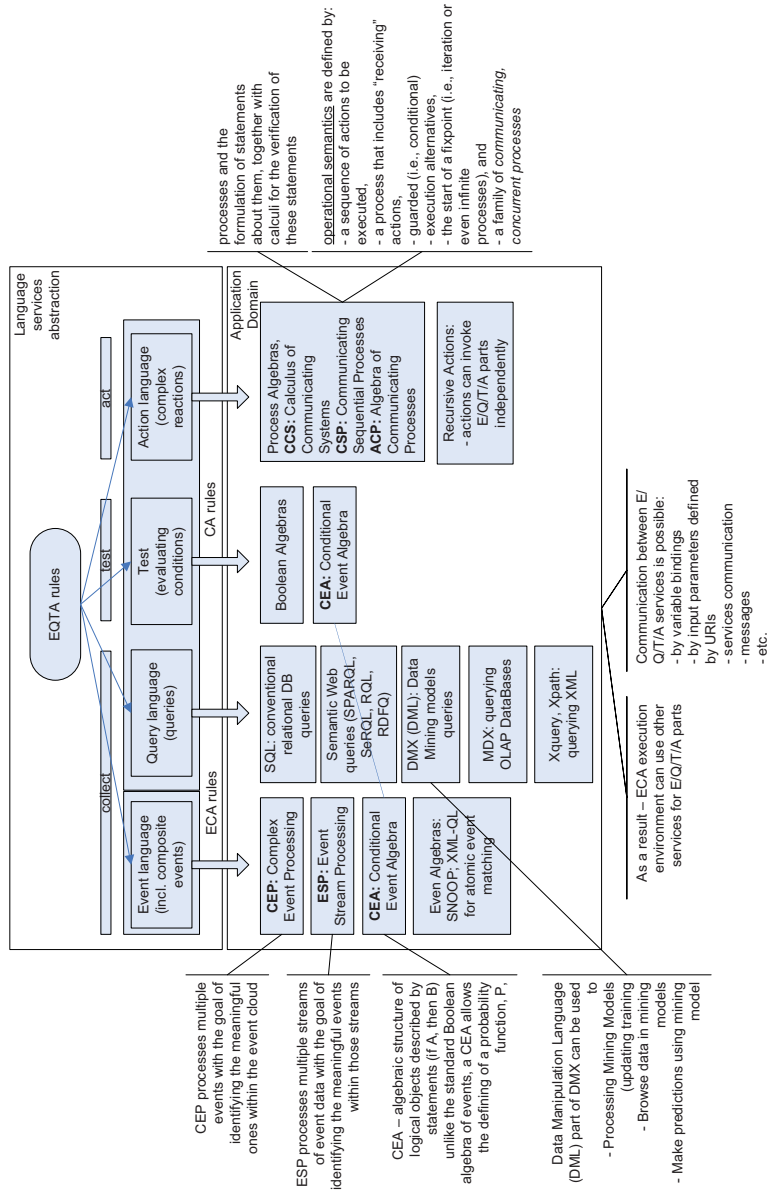 Language
services
abstraction
EQTA rules
collect
test
act
Event language
(incl. composite
events)
Query language
(queries)
Test
(evaluating
conditions)
Action language
(complex
reactions)
ECA rules
CA rules
Application
Domain
CEP: Complex
Event Processing
ESP: Event
Stream Processing
CEA: Conditional
Event Algebra
Even Algebras:
SNOOP; XML-QL
for atomic event
matching
SQL: conventional
relational DB
queries
Semantic Web
queries (SPARQL,
SeRQL, RQL,
RDFQ)
DMX (DML): Data
Mining models
queries
MDX: querying
OLAP DataBases
Xquery, Xpath:
querying XML
Boolean Algebras
CEA: Conditional
Event Algebra
Process Algebras,
CCS: Calculus of
Communicating
Systems
CSP: Communicating
Sequential Processes
ACP: Algebra of
Communicating
Processes
Recursive Actions:
- actions can invoke
E/Q/T/A parts
independently
CEP processes multiple
events with the goal of
identifying the meaningful
ones within the event cloud
ESP processes multiple streams
of event data with the goal of
identifying the meaningful events
within those streams
CEA – algebraic structure of
logical objects described by
statements (if A, then B)
unlike the standard Boolean
algebra of events, a CEA allows
the defining of a probability
function, P,
Data Manipulation Language
(DML) part of DMX can be used
to
- Processing Mining Models
(updating training
- Browse data in mining
models
- Make predictions using mining
model
As a result – ECA execution
environment can use other
services for E/Q/T/A parts
Communication between E/
Q/T/A services is possible:
- by variable bindings
- by input parameters defined
by URIs
- services communication
- messages
- etc.
processes and the
formulation of statements
about them, together with
calculi for the verification of
these statements
operational semantics are defined by:
- a sequence of actions to be
executed,
- a process that includes “receiving”
actions,
- guarded (i.e., conditional)
- execution alternatives,
- the start of a fixpoint (i.e., iteration or
even infinite
processes), and
- a family of communicating,
concurrent processes